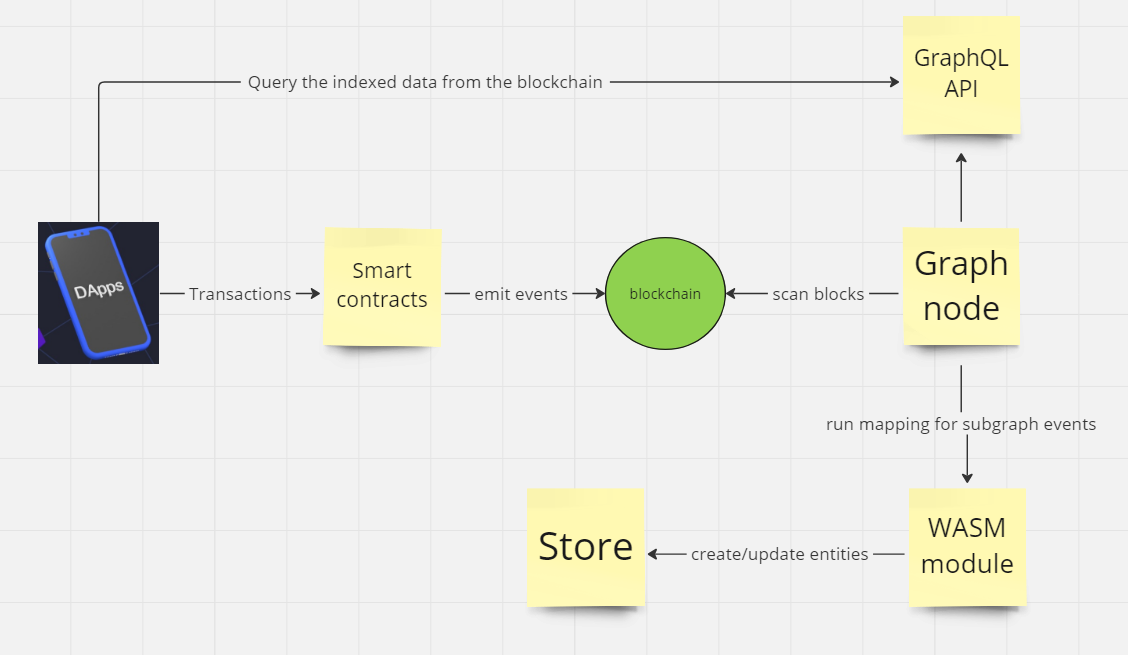 GraphQL
API
Query the indexed data from the blockchain
DApps
Transactions
Smart
contracts
emit events
blockchain
scan blocks
Graph
node
run mapping for subgraph events
Store
create/update entities
WASM
module